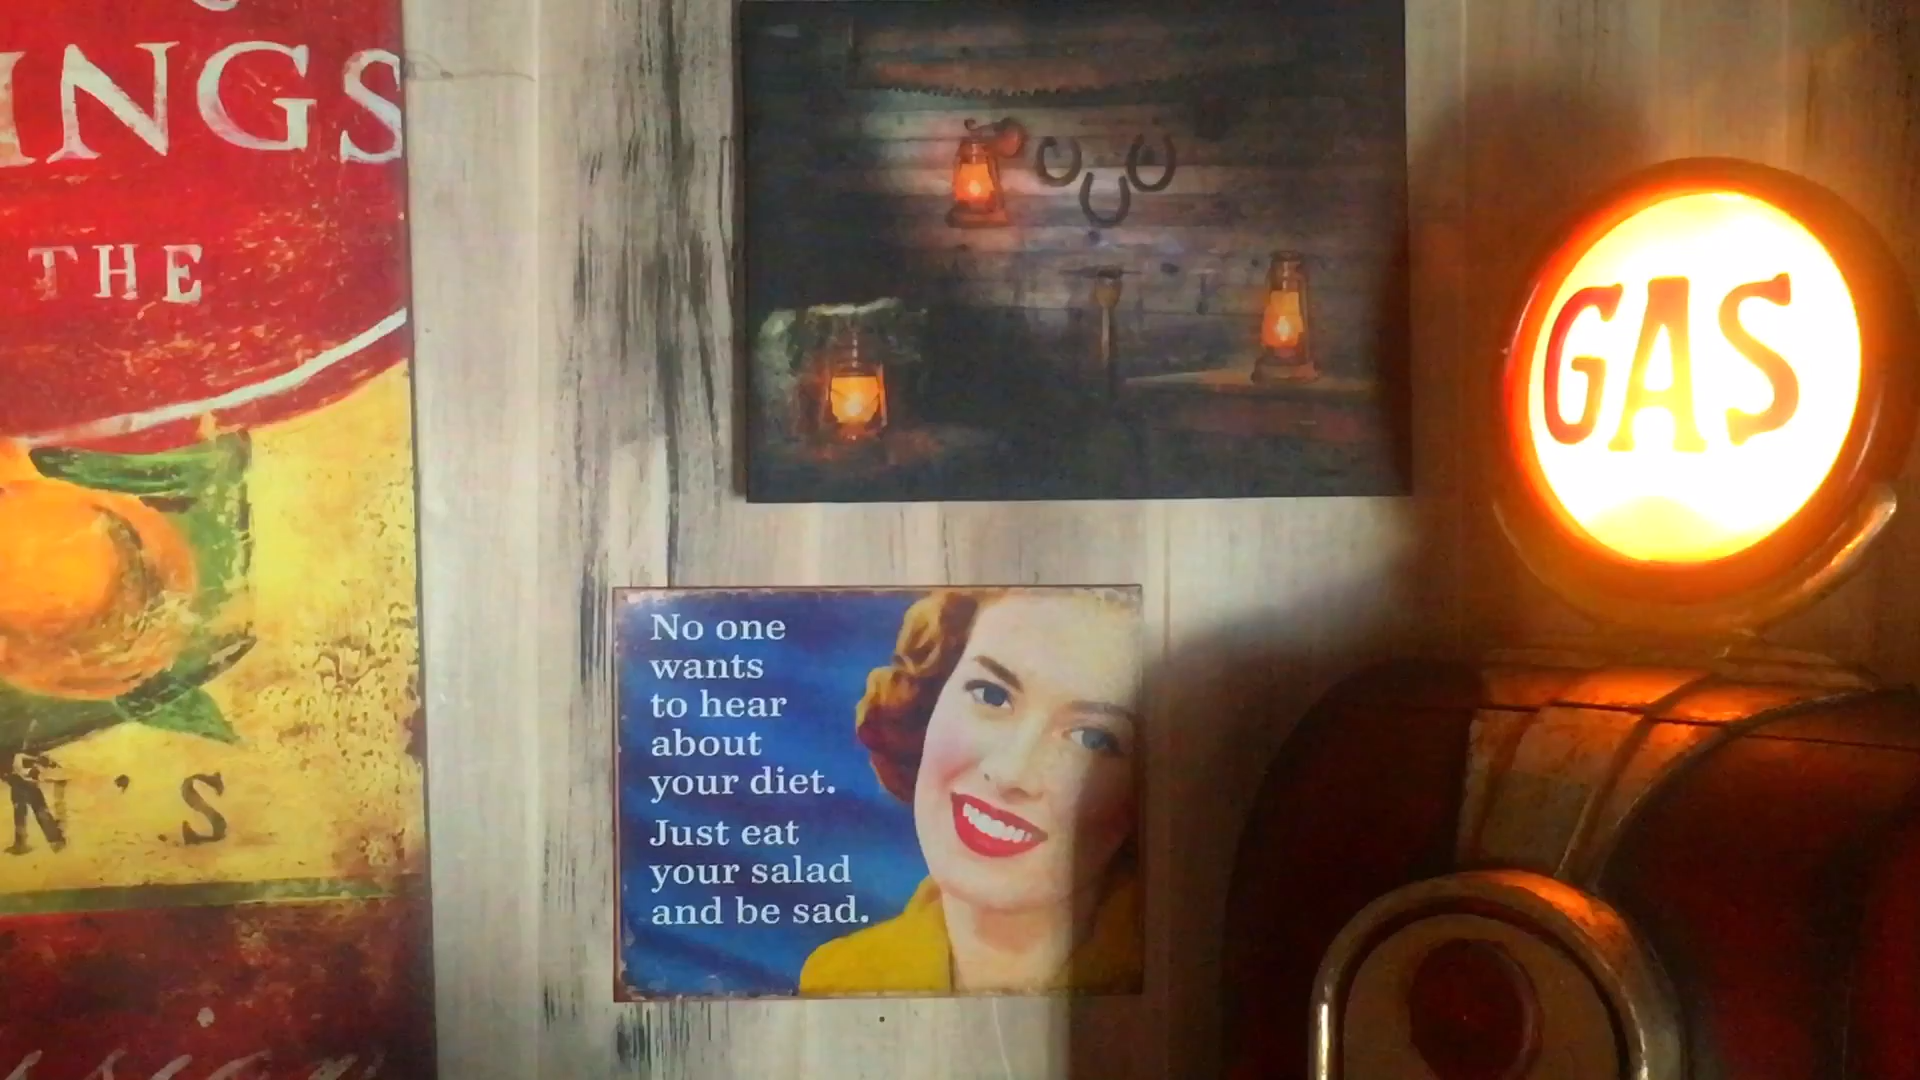 INGS
THE
N'S
No one
wants
to hear
about
your diet.
Just eat
your salad
and be sad.
GAS